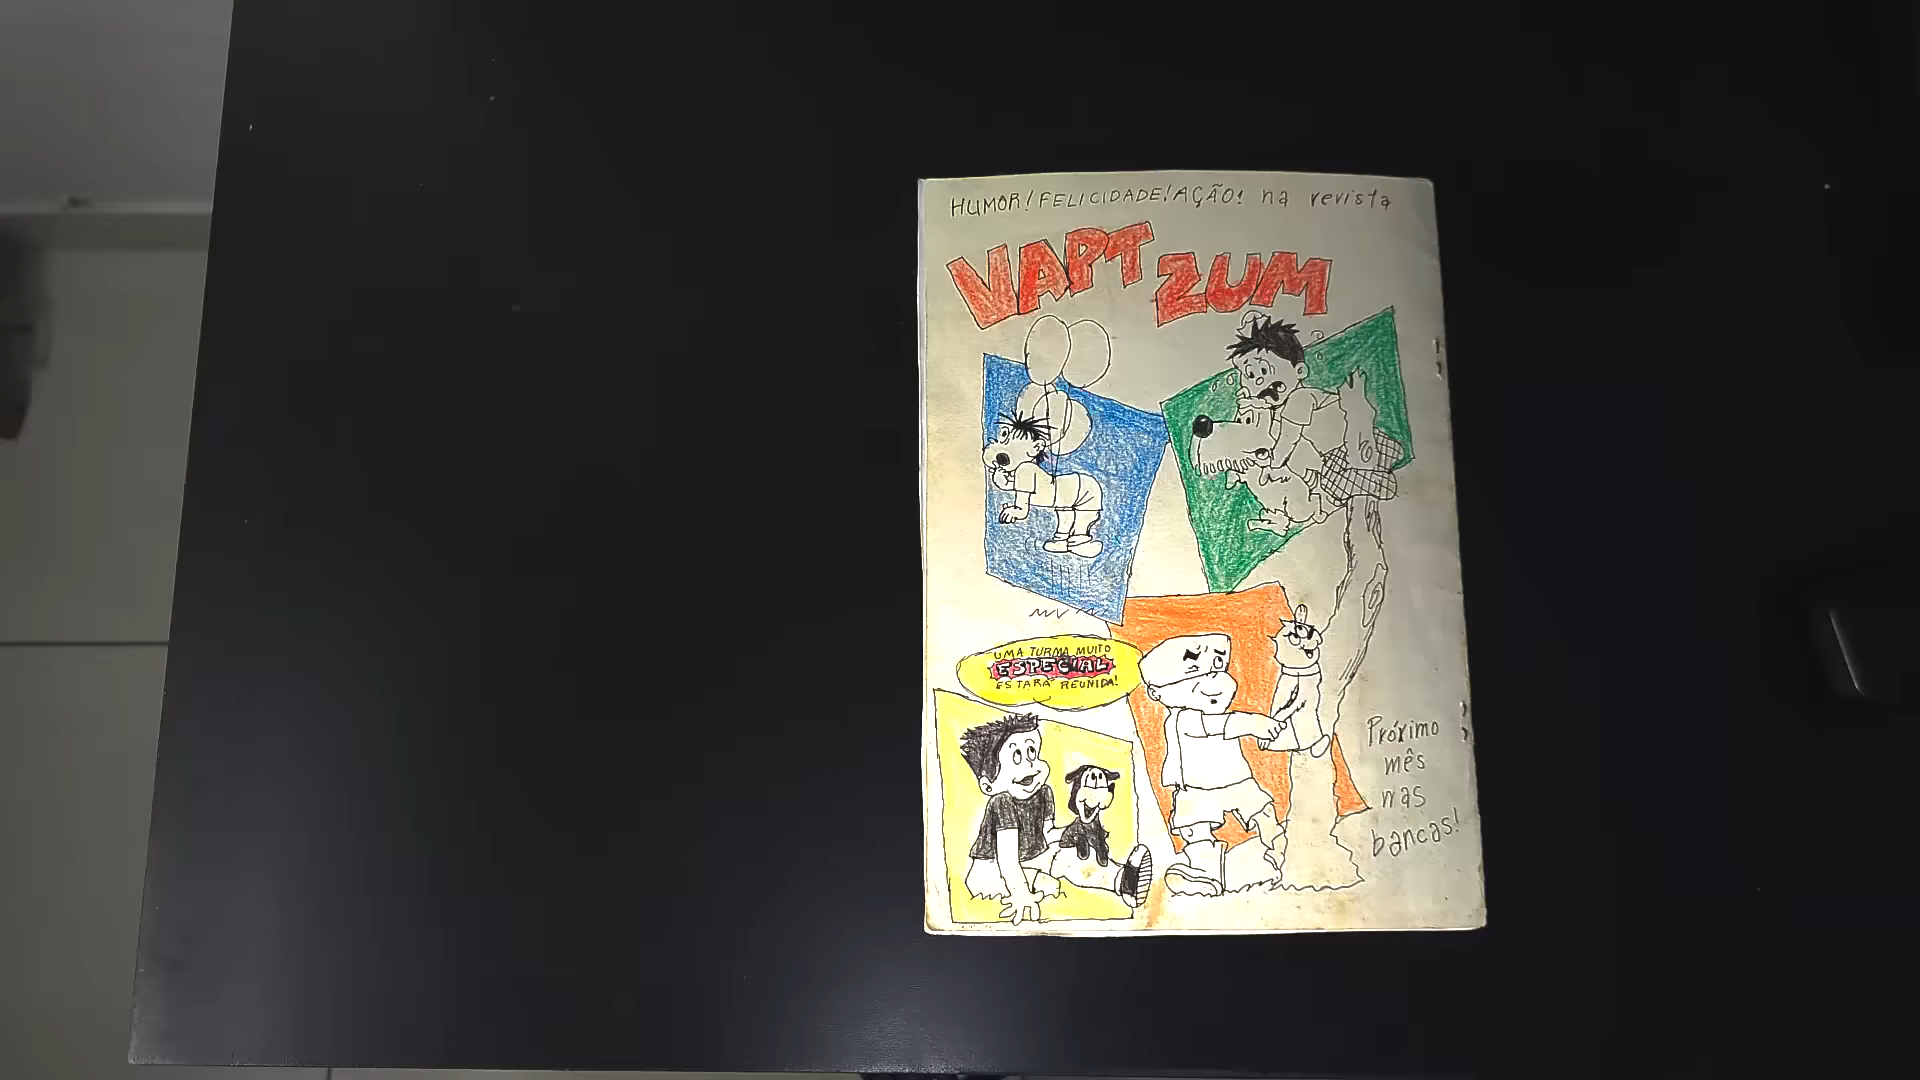 HUMOR! FELICIDADE! AÇÃO! na revista
VAPT ZUM
UMA TURMA MUITO
ESPECIAL
ESTARÁ REUNIDA!
Próximo
mês
nas
bancas!